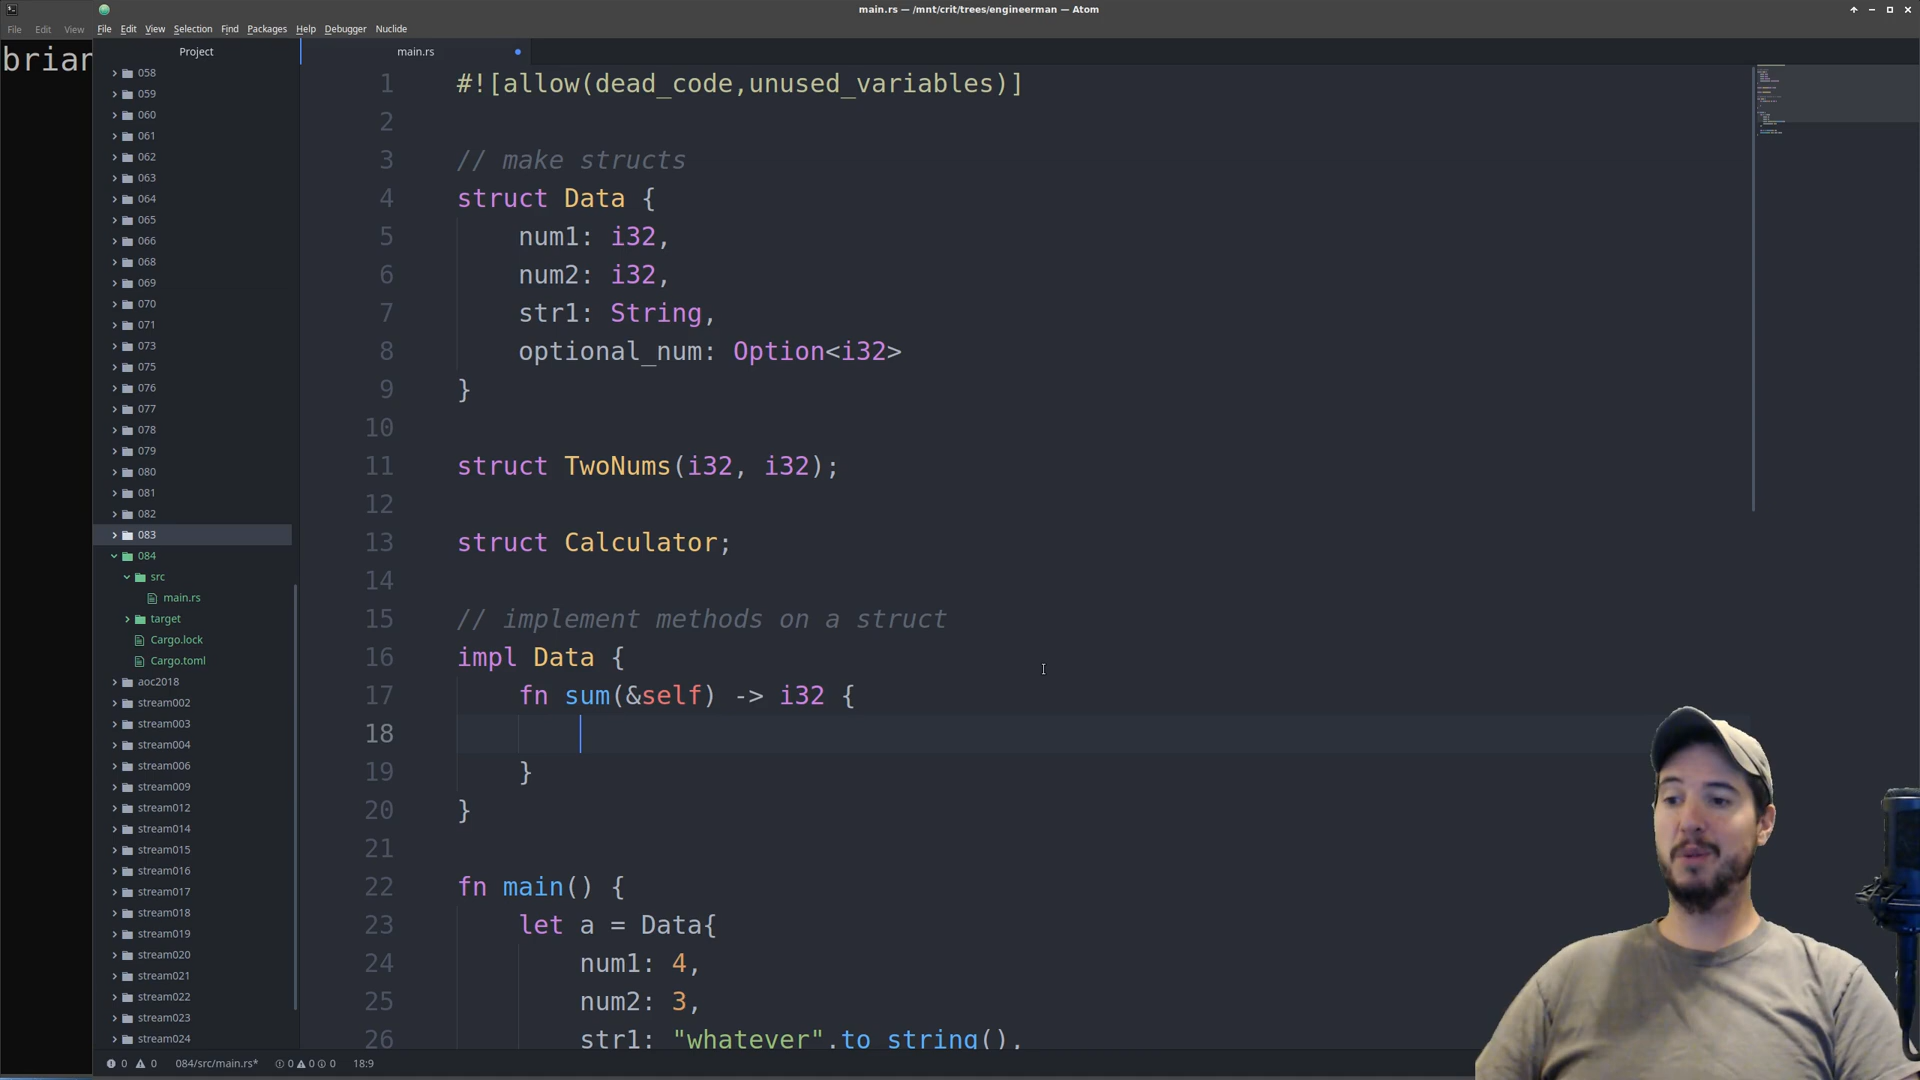 main.rs — /mnt/crit/trees/engineerman — Atom
File Edit View
File Edit View Selection Find Packages Help Debugger Nuclide
brian
Project
main.rs
058
059
060
061
062
063
064
065
066
068
069
070
071
073
075
076
077
078
079
080
081
082
083
084
src
main.rs
target
Cargo.lock
Cargo.toml
aoc2018
stream002
stream003
stream004
stream006
stream009
stream012
stream014
stream015
stream016
stream017
stream018
stream019
stream020
stream021
stream022
stream023
stream024
1 #![allow(dead_code,unused_variables)]
2
3 // make structs
4 struct Data {
5 num1: i32,
6 num2: i32,
7 str1: String,
8 optional_num: Option<i32>
9 }
10
11 struct TwoNums(i32, i32);
12
13 struct Calculator;
14
15 // implement methods on a struct
16 impl Data {
17 fn sum(&self) -> i32 {
18
19 }
20 }
21
22 fn main() {
23 let a = Data{
24 num1: 4,
25 num2: 3,
26 str1: "whatever".to_string(),
0 0 084/src/main.rs* 0 0 0 18:9